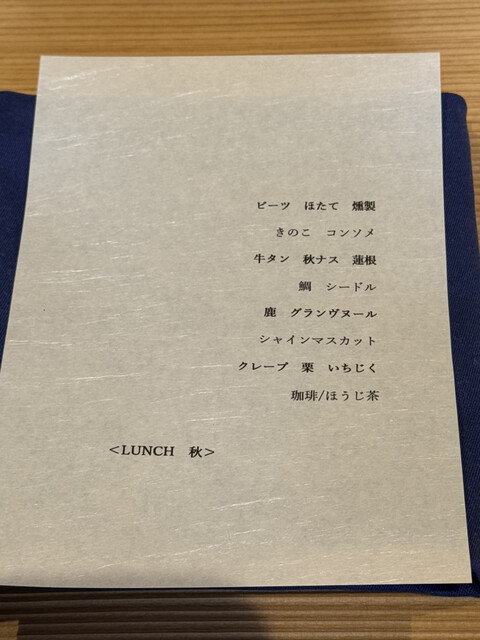 ビーツ　ほたて　燻製
きのこ　コンソメ
牛タン　秋ナス　蓮根
鯛　シードル
鹿　グランヴヌール
シャインマスカット
クレープ　栗　いちじく
珈琲/ほうじ茶
＜LUNCH　秋＞